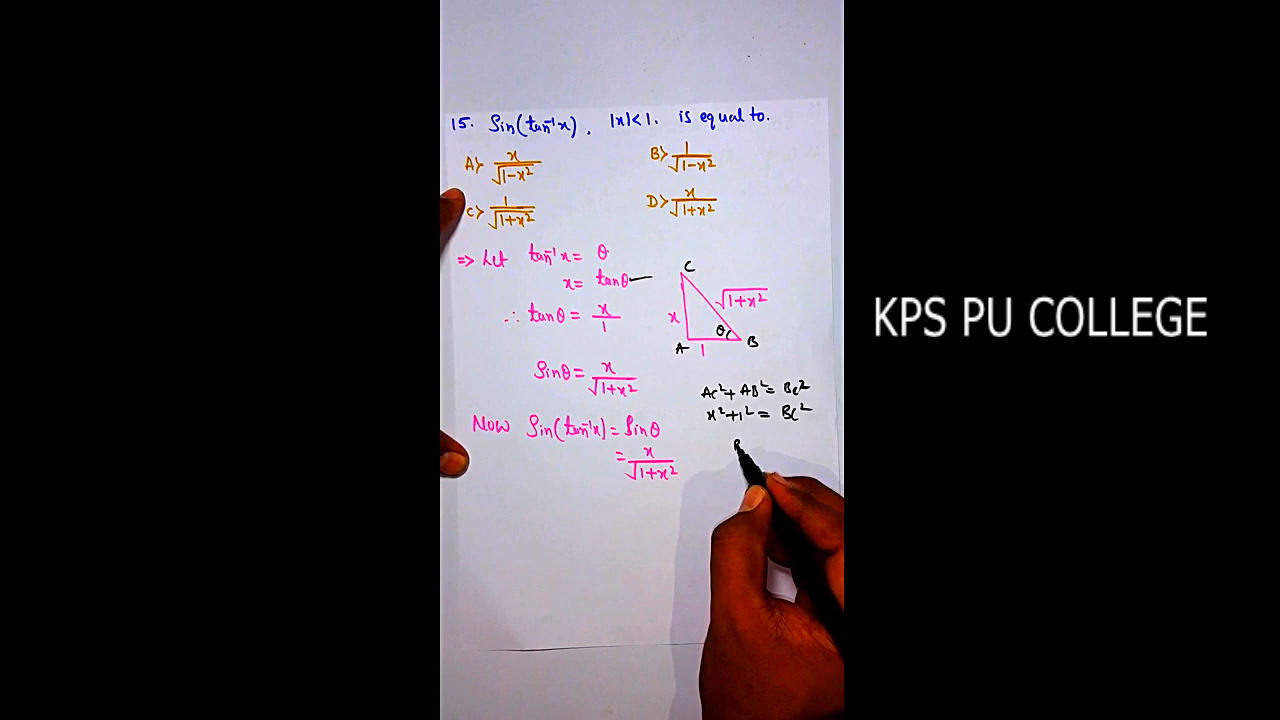 15. Sin(tan⁻¹x), |x|<1. is equal to.
A> x/√(1-x²) B> 1/√(1-x²)
C> 1/√(1+x²) D> x/√(1+x²)
=> Let tan⁻¹x = θ
x = tanθ
∴ tanθ = x/1
Sinθ = x/√(1+x²)
Now Sin(tan⁻¹x) = Sinθ
= x/√(1+x²)
C
√(1+x²)
x
θ
A
B
1
AC²+AB² = BC²
x²+1² = BC²
KPS PU COLLEGE